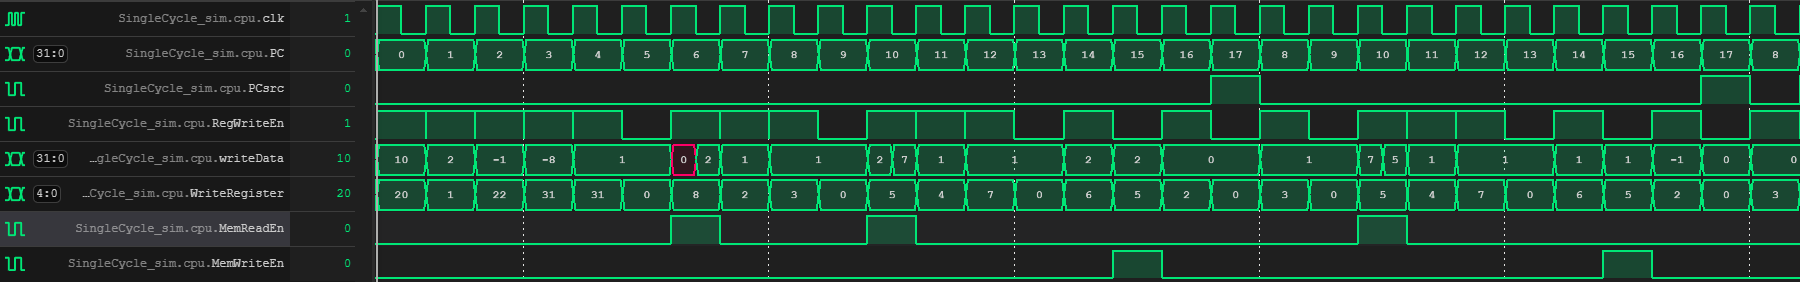 SingleCycle_sim.cpu.clk 1
31:0 SingleCycle_sim.cpu.PC 0 0 1 2 3 4 5 6 7 8 9 10 11 12 13 14 15 16 17 8 9 10 11 12 13 14 15 16 17 8
SingleCycle_sim.cpu.PCsrc 0
SingleCycle_sim.cpu.RegWriteEn 1
31:0 …gleCycle_sim.cpu.writeData 10 10 2 -1 -8 1 0 2 1 1 2 7 1 1 2 2 0 1 7 5 1 1 1 1 -1 0 0
4:0 …Cycle_sim.cpu.WriteRegister 20 20 1 22 31 31 0 8 2 3 0 5 4 7 0 6 5 2 0 3 0 5 4 7 0 6 5 2 0 3
SingleCycle_sim.cpu.MemReadEn 0
SingleCycle_sim.cpu.MemWriteEn 0